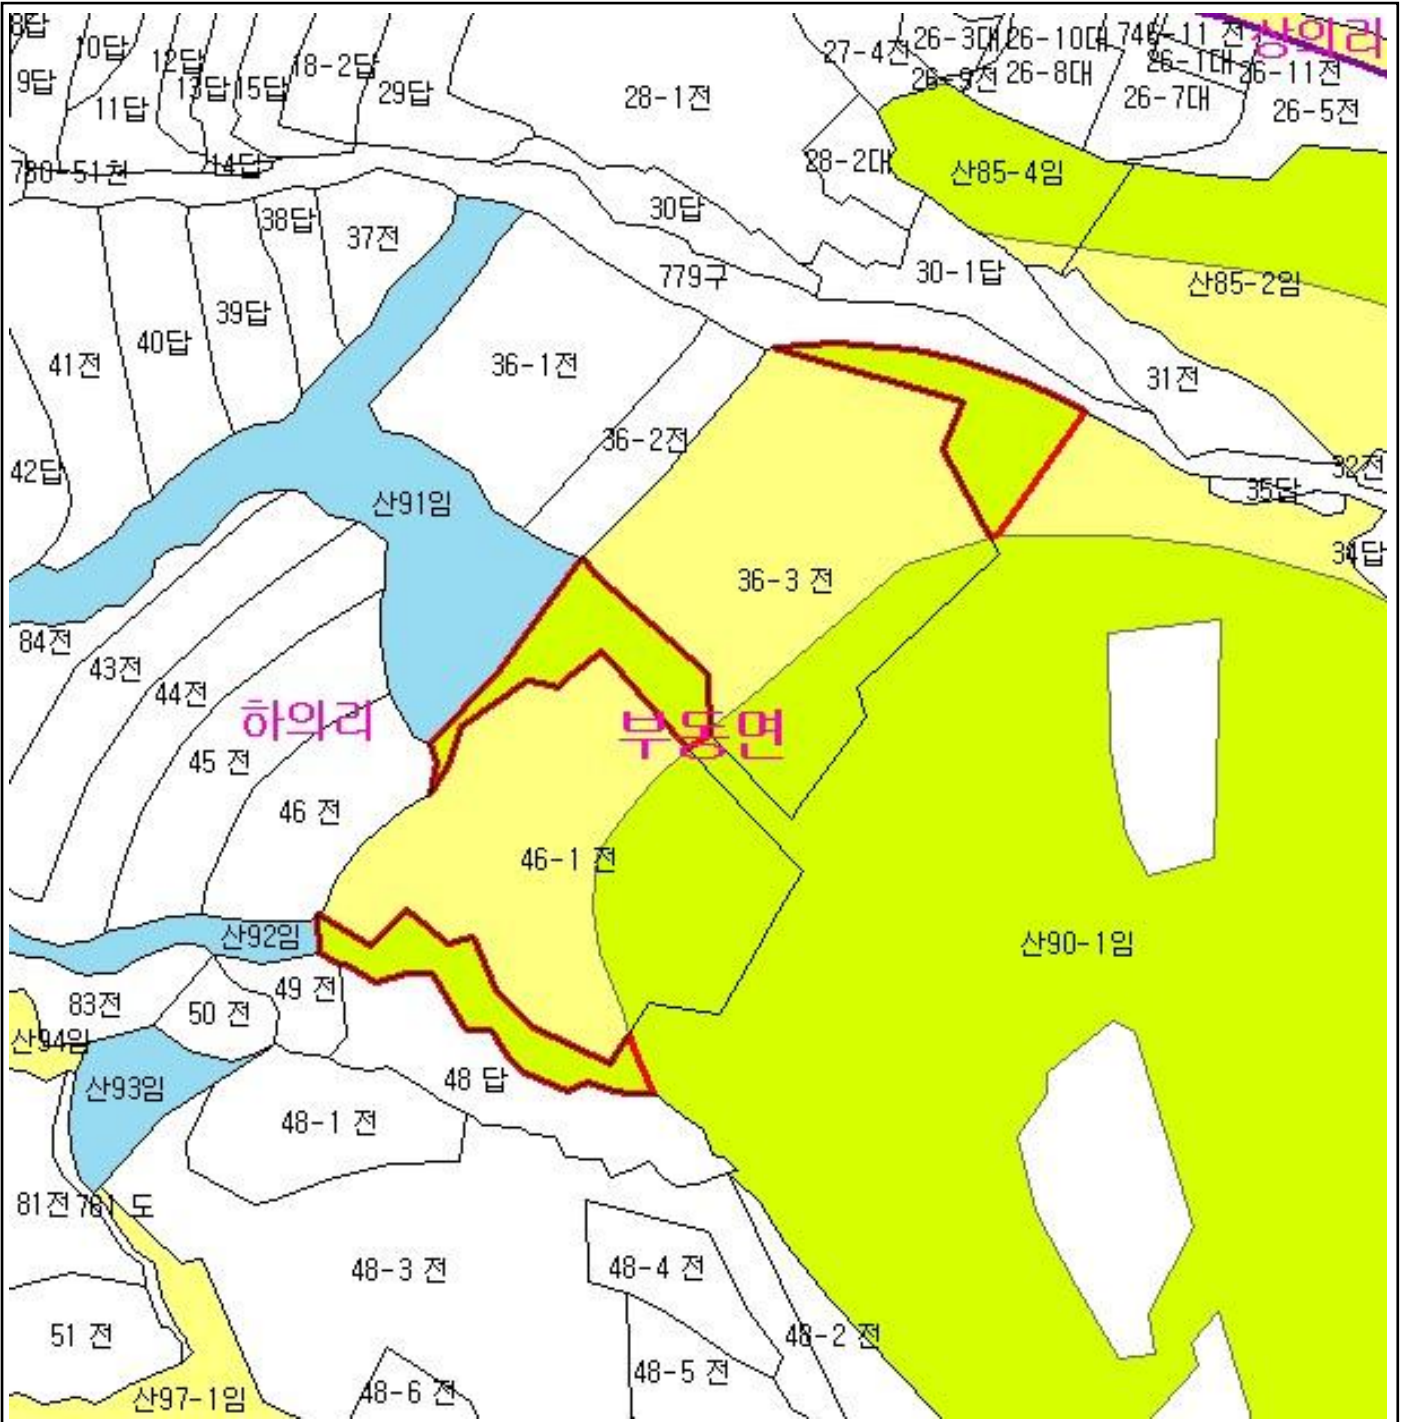 8답
10답
12답
18-2답
27-4전
26-3대
26-10대
26-1대
상의리
9답
11답
13답
15답
29답
28-1전
26-9전
26-8대
26-7대
26-11전
26-5전
14답
28-2대
산85-4임
38답
37전
30답
779구
30-1답
산85-2임
41전
40답
39답
36-1전
31전
42답
36-2전
32전
35답
산91임
34답
36-3 전
84전
43전
44전
하의리
부동면
45 전
46 전
46-1 전
산92임
산90-1임
83전
50 전
49 전
산94임
산93임
48 답
48-1 전
81전
781 도
48-3 전
48-4 전
51 전
48-2 전
48-5 전
산97-1임
48-6 전